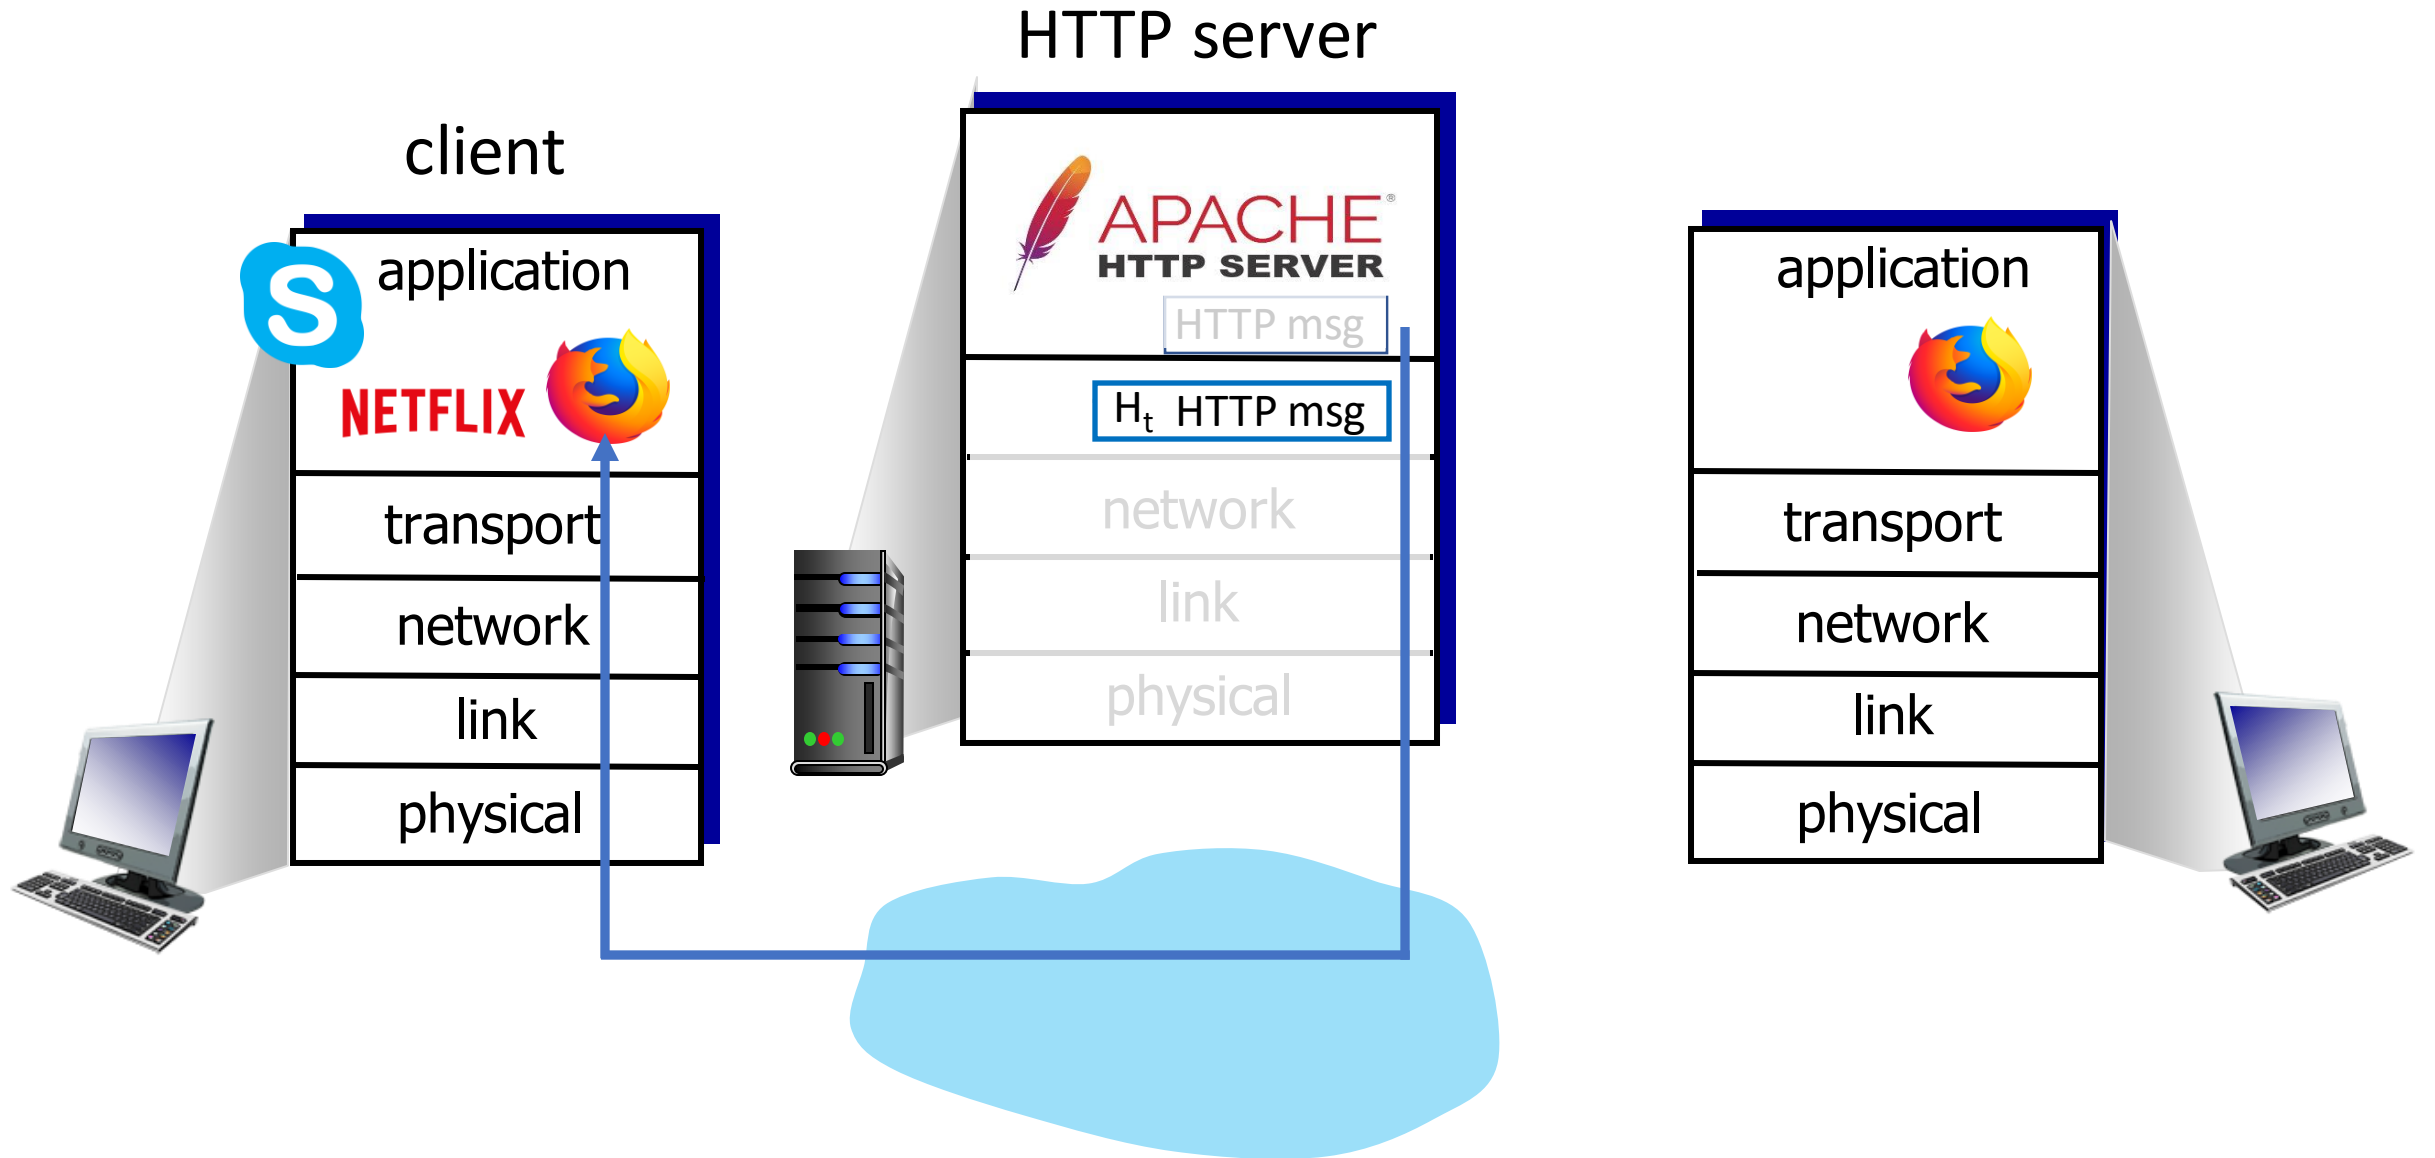 HTTP server
client
application
S
NETFLIX
transport
network
link
physical
APACHE®
HTTP SERVER
HTTP msg
Ht HTTP msg
network
link
physical
application
transport
network
link
physical